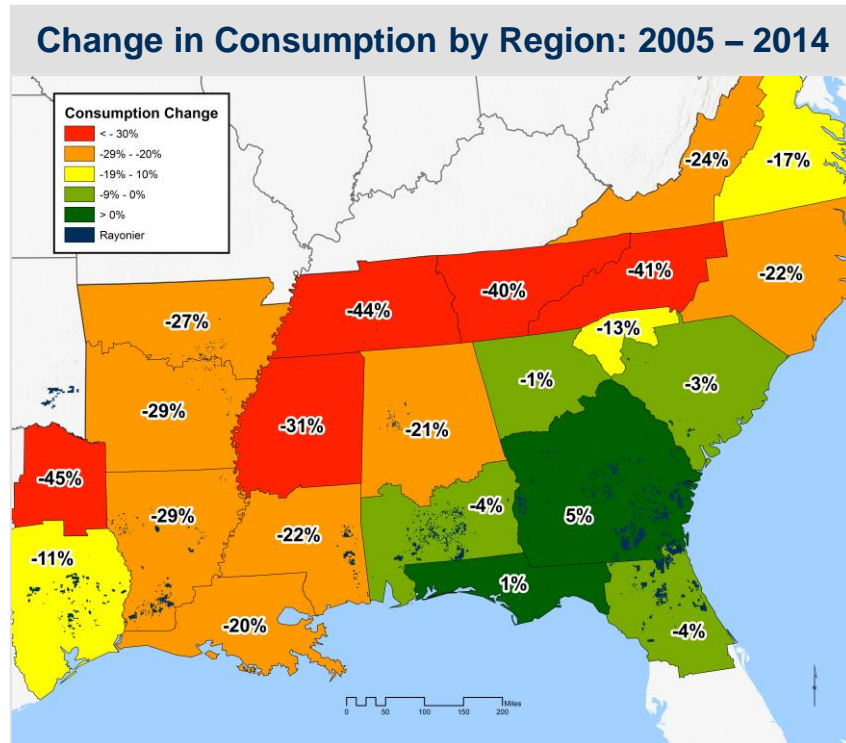 Change in Consumption by Region: 2005 – 2014
Consumption Change
< - 30%
-29% - -20%
-19% - 10%
-9% - 0%
> 0%
Rayonier
-24%
-17%
-41%
-22%
-40%
-44%
-27%
-13%
-1%
-3%
-29%
-31%
-21%
-45%
-29%
-4%
5%
-22%
-11%
1%
-20%
-4%
Miles
0 50 100 150 200